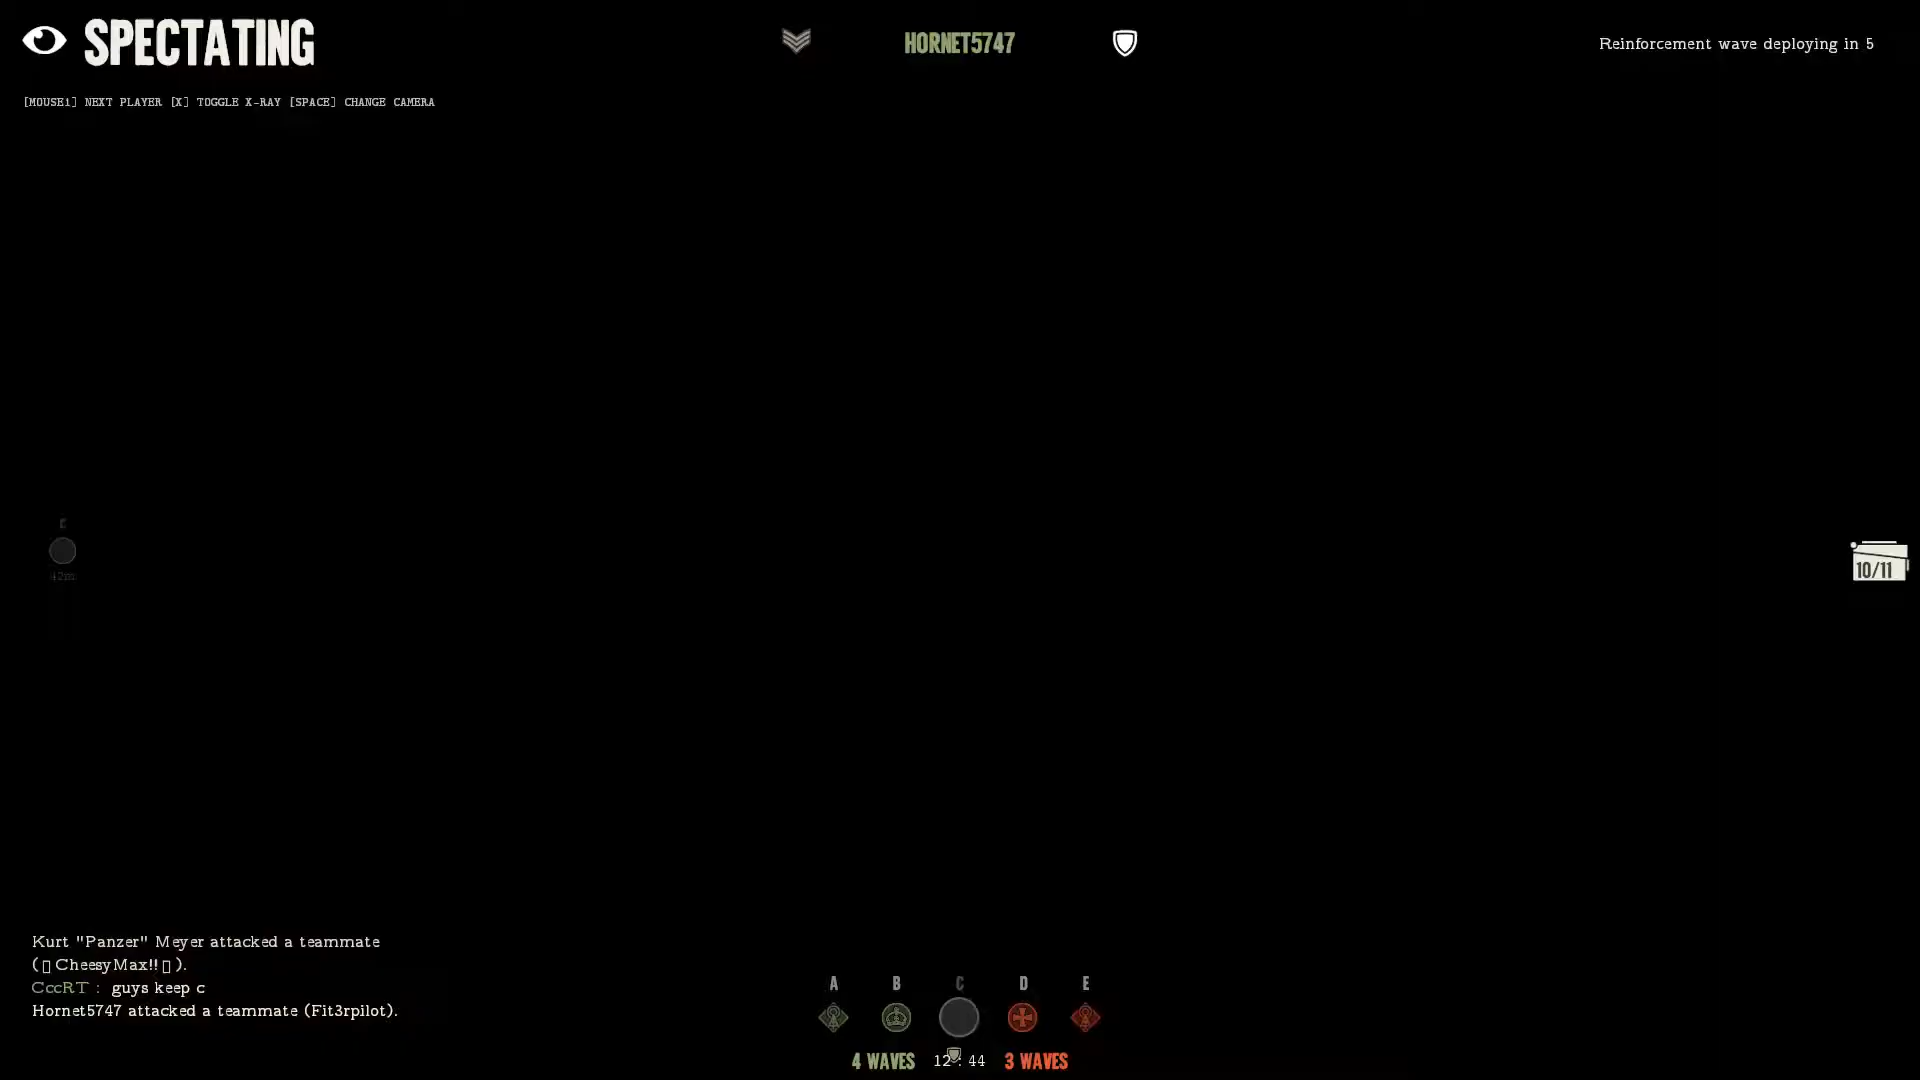 SPECTATING
HORNET5747
Reinforcement wave deploying in 5
[MOUSE1] NEXT PLAYER [X] TOGGLE X-RAY [SPACE] CHANGE CAMERA
C
42m
10/11
Kurt "Panzer" Meyer attacked a teammate
(▯CheesyMax!!▯).
CccRT : guys keep c
Hornet5747 attacked a teammate (Fit3rpilot).
A B C D E
4 WAVES 12 : 44 3 WAVES